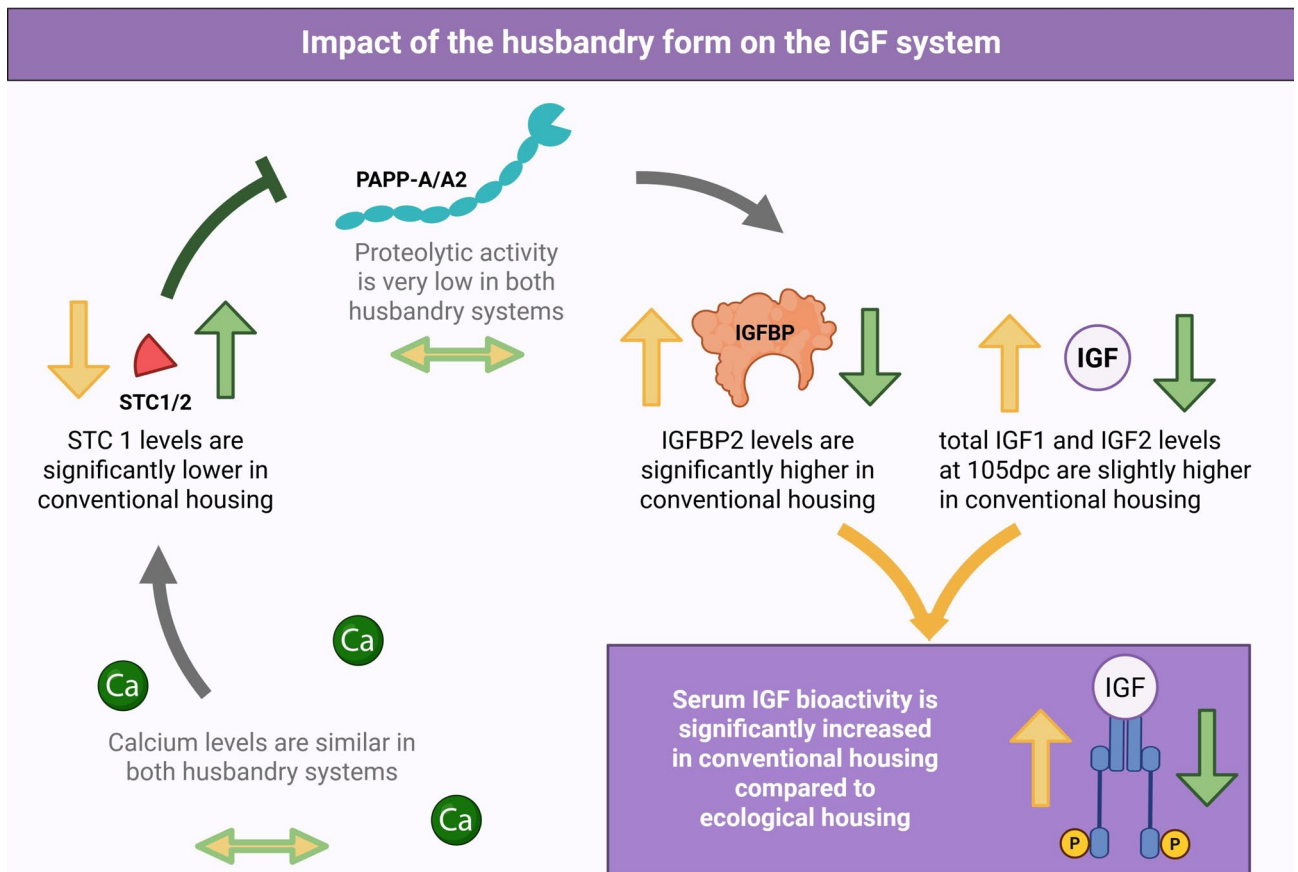 Impact of the husbandry form on the IGF system
PAPP-A/A2
Proteolytic activity
is very low in both
husbandry systems
STC1/2
STC 1 levels are
significantly lower in
conventional housing
IGFBP
IGFBP2 levels are
significantly higher in
conventional housing
IGF
total IGF1 and IGF2 levels
at 105dpc are slightly higher
in conventional housing
Ca
Ca
Calcium levels are similar in
both husbandry systems
Ca
Serum IGF bioactivity is
significantly increased
in conventional housing
compared to
ecological housing
IGF
P
P